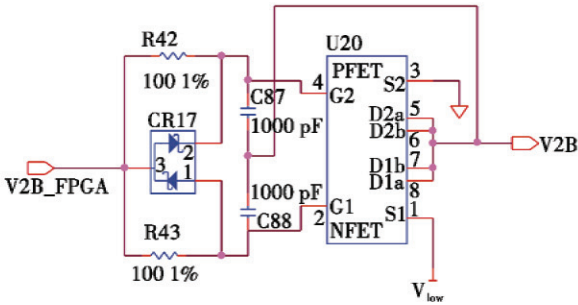 R42
100 1%
CR17
3
2
1
V2B_FPGA
R43
100 1%
C87
1000 pF
1000 pF
C88
U20
PFET
4
G2
S2
3
D2a
5
D2b
6
D1b
7
D1a
8
G1
2
S1
1
NFET
V2B
Vlow